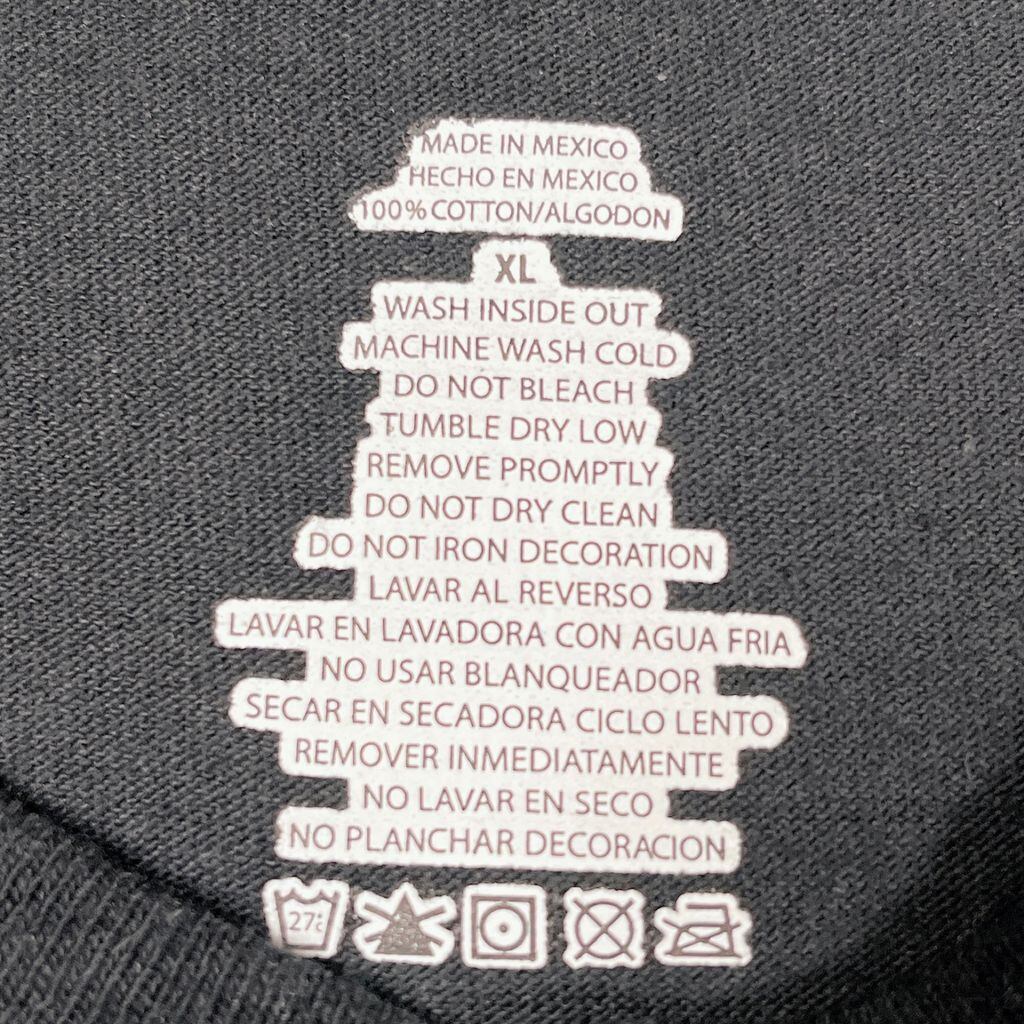 MADE IN MEXICO
HECHO EN MEXICO
100% COTTON/ALGODON
XL
WASH INSIDE OUT
MACHINE WASH COLD
DO NOT BLEACH
TUMBLE DRY LOW
REMOVE PROMPTLY
DO NOT DRY CLEAN
DO NOT IRON DECORATION
LAVAR AL REVERSO
LAVAR EN LAVADORA CON AGUA FRIA
NO USAR BLANQUEADOR
SECAR EN SECADORA CICLO LENTO
REMOVER INMEDIATAMENTE
NO LAVAR EN SECO
NO PLANCHAR DECORACION
27c